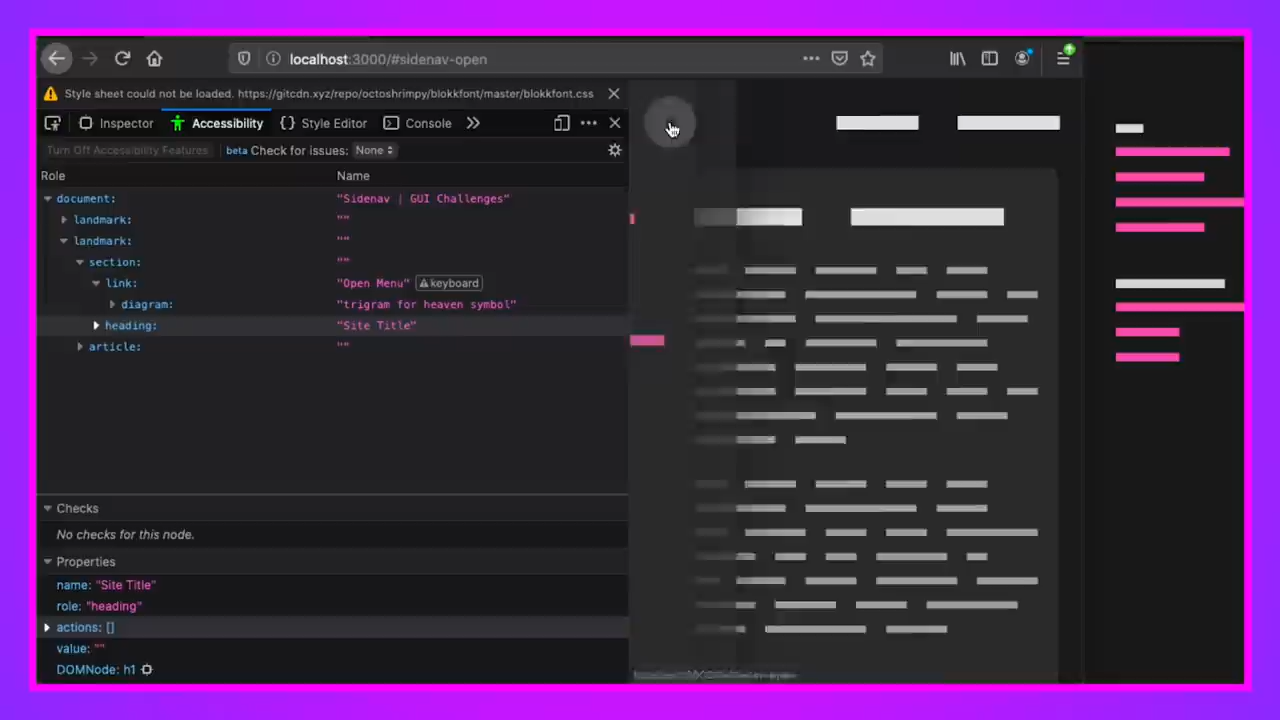 localhost:3000/#sidenav-open
Style sheet could not be loaded. https://gitcdn.xyz/repo/octoshrimpy/blokkfont/master/blokkfont.css
Inspector
Accessibility
Style Editor
Console
Turn Off Accessibility Features
beta Check for issues: None
Role Name
document: "Sidenav | GUI Challenges"
landmark: ""
landmark: ""
section: ""
link: "Open Menu" keyboard
diagram: "trigram for heaven symbol"
heading: "Site Title"
article: ""
Checks
No checks for this node.
Properties
name: "Site Title"
role: "heading"
actions: []
value: ""
DOMNode: h1